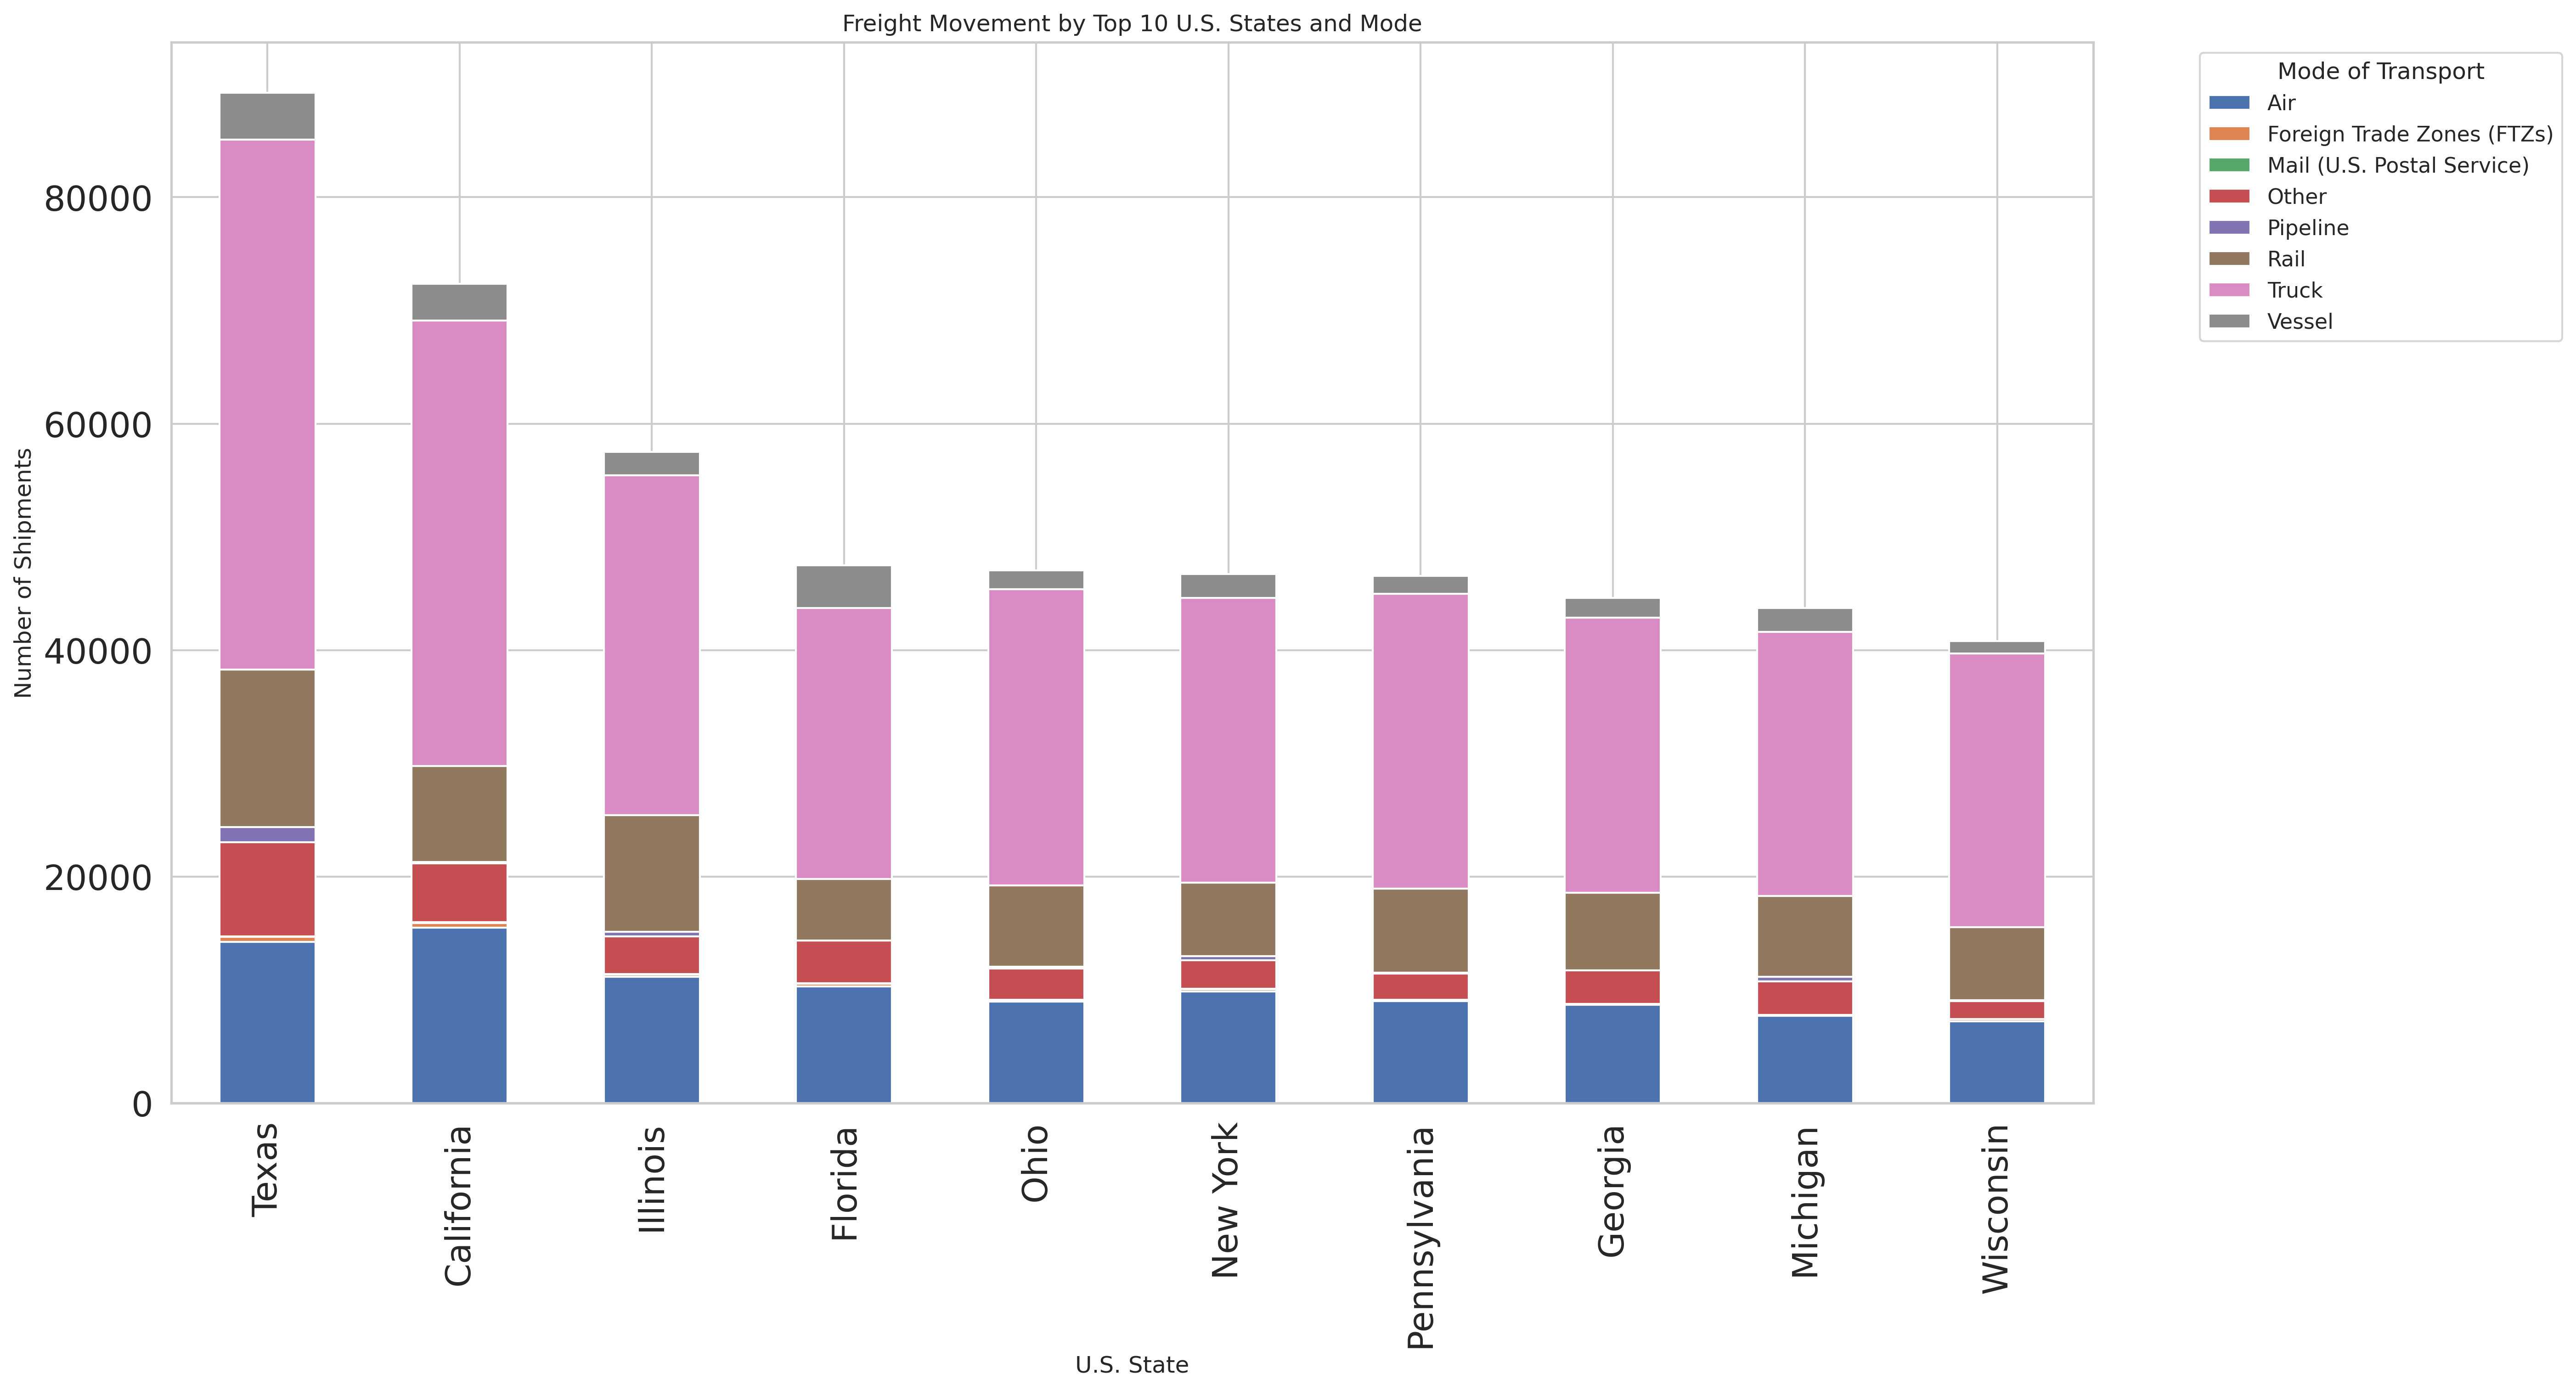 Freight Movement by Top 10 U.S. States and Mode
Number of Shipments
80000
60000
40000
20000
0
Texas
California
Illinois
Florida
Ohio
New York
Pennsylvania
Georgia
Michigan
Wisconsin
U.S. State
Mode of Transport
Air
Foreign Trade Zones (FTZs)
Mail (U.S. Postal Service)
Other
Pipeline
Rail
Truck
Vessel